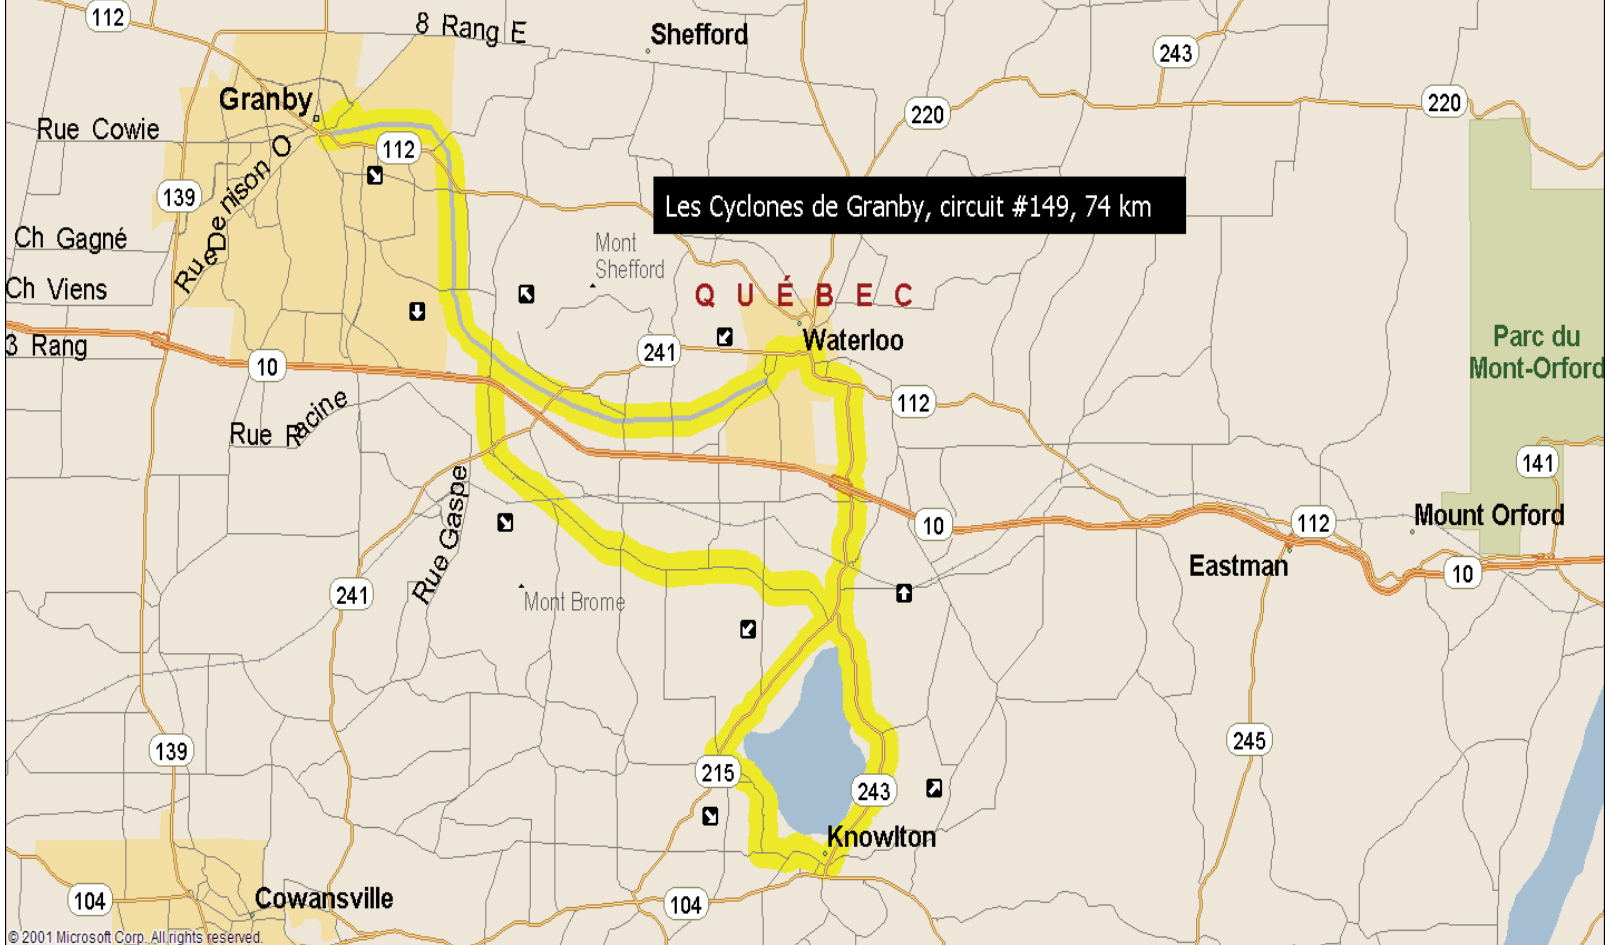 112
8 Rang E
Shefford
243
Granby
220
220
Rue Cowie
112
139
Rue Denison O
Les Cyclones de Granby, circuit #149, 74 km
Ch Gagné
Mont
Shefford
Ch Viens
QUÉBEC
3 Rang
241
Waterloo
Parc du
Mont-Orford
10
112
Rue Racine
141
Rue Gaspe
10
112
Mount Orford
Eastman
10
241
Mont Brome
139
245
215
243
Knowlton
104
Cowansville
104
© 2001 Microsoft Corp. All rights reserved.